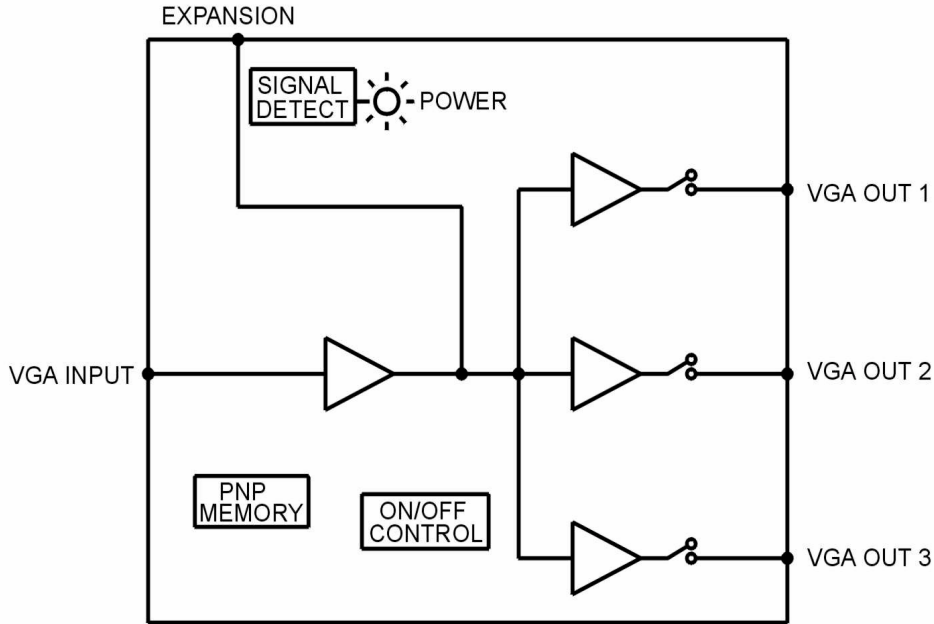 EXPANSION
SIGNAL
DETECT
POWER
VGA OUT 1
VGA INPUT
VGA OUT 2
PNP
MEMORY
ON/OFF
CONTROL
VGA OUT 3